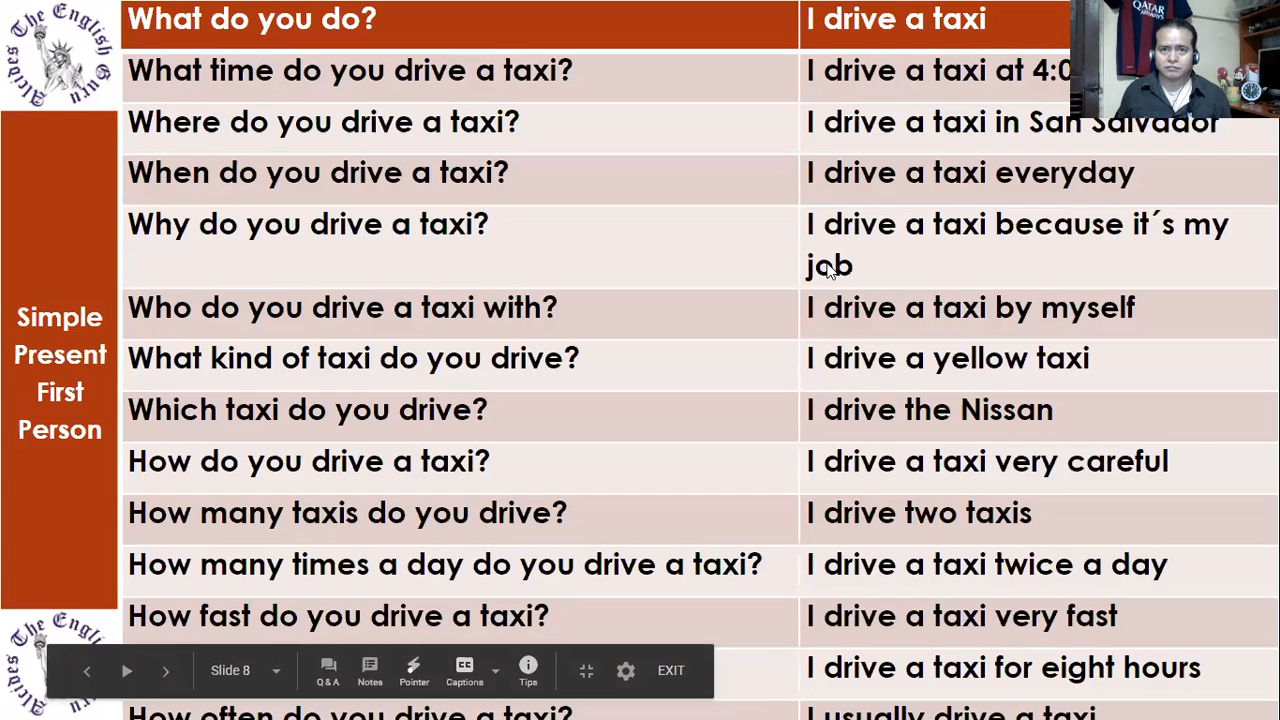 The English Guru
Alcides
What do you do?
I drive a taxi
QATAR
AIRWAYS
What time do you drive a taxi?
I drive a taxi at 4:0
Where do you drive a taxi?
I drive a taxi in San Salvador
When do you drive a taxi?
I drive a taxi everyday
Why do you drive a taxi?
I drive a taxi because it´s my
job
Simple
Present
First
Person
Who do you drive a taxi with?
I drive a taxi by myself
What kind of taxi do you drive?
I drive a yellow taxi
Which taxi do you drive?
I drive the Nissan
How do you drive a taxi?
I drive a taxi very careful
How many taxis do you drive?
I drive two taxis
How many times a day do you drive a taxi?
I drive a taxi twice a day
How fast do you drive a taxi?
I drive a taxi very fast
I drive a taxi for eight hours
How often do you drive a taxi?
I usually drive a taxi
The English Guru
Alcides
Slide 8
Q & A
Notes
Pointer
Captions
Tips
EXIT